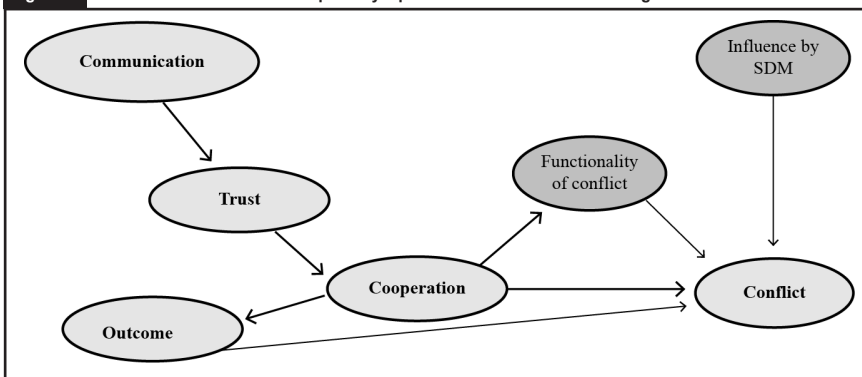 Communication
Influence by
SDM
Functionality
of conflict
Trust
Cooperation
Conflict
Outcome